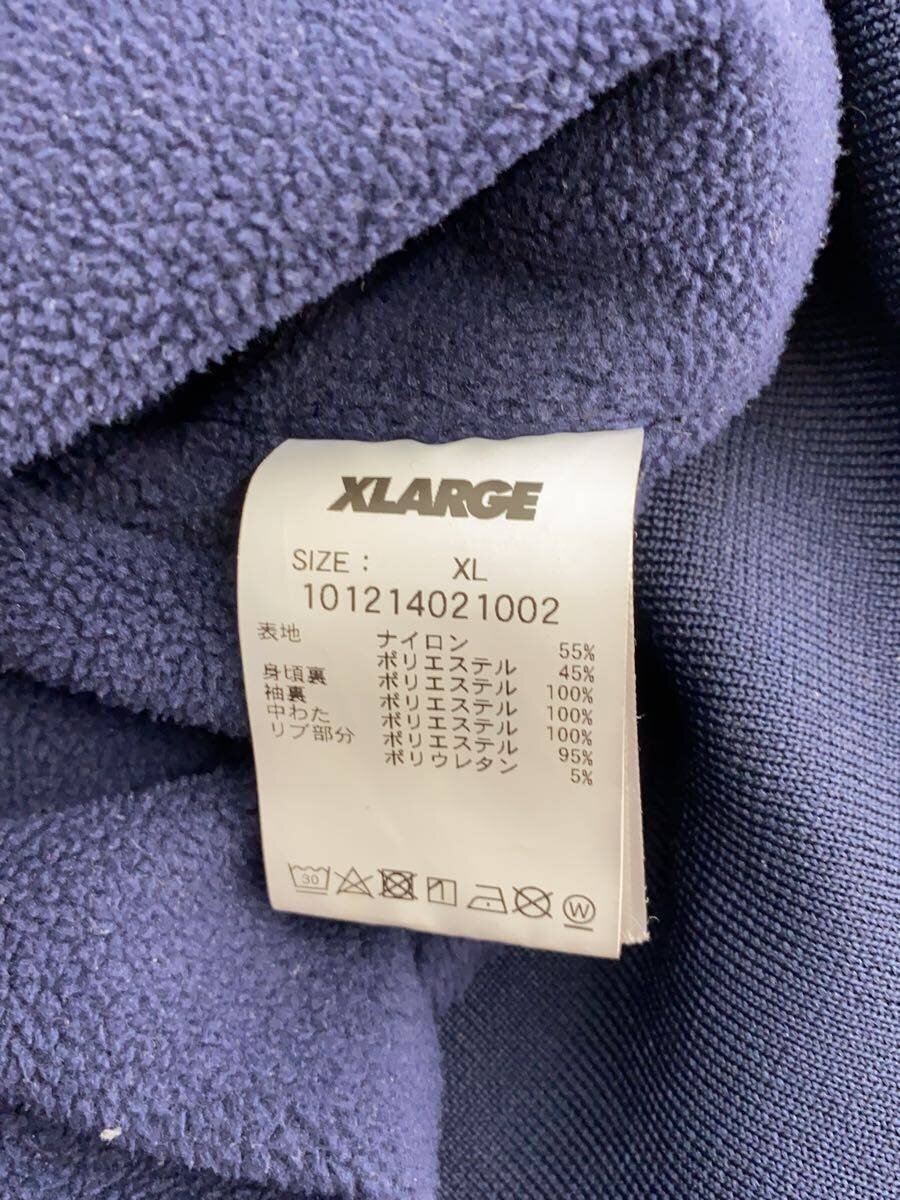 XLARGE
SIZE : XL
101214021002
表地 ナイロン 55%
ポリエステル 45%
身頃裏 ポリエステル 100%
袖裏 ポリエステル 100%
中わた ポリエステル 100%
リブ部分 ポリエステル 95%
ポリウレタン 5%
30 W